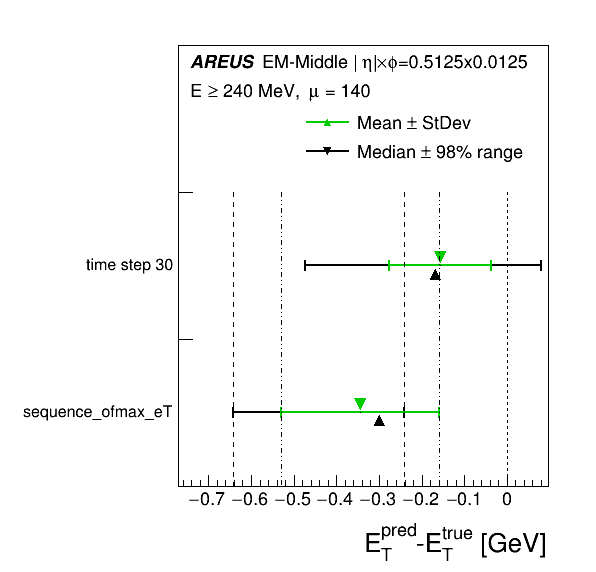 AREUS EM-Middle | η|×ϕ=0.5125x0.0125
E ≥ 240 MeV, μ = 140
Mean ± StDev
Median ± 98% range
time step 30
sequence_ofmax_eT
−0.7 −0.6 −0.5 −0.4 −0.3 −0.2 −0.1 0
E_T^pred-E_T^true [GeV]